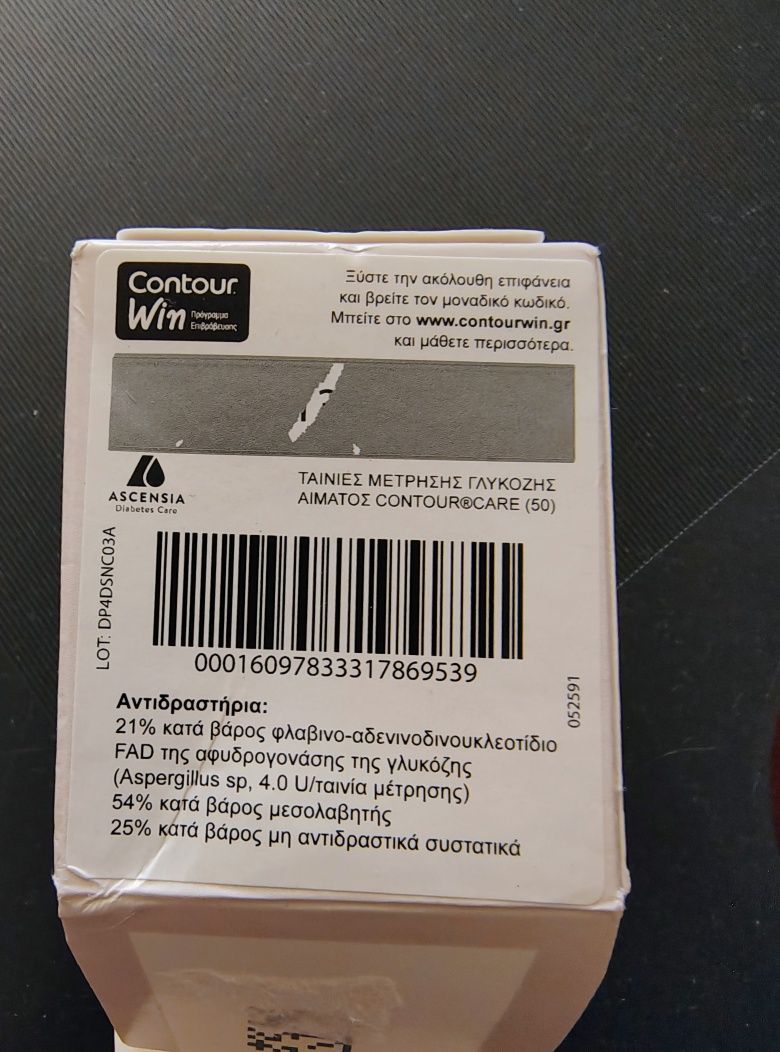 Contour
Win Πρόγραμμα
Επιβράβευσης
Ξύστε την ακόλουθη επιφάνεια
και βρείτε τον μοναδικό κωδικό.
Μπείτε στο www.contourwin.gr
και μάθετε περισσότερα.
ASCENSIA
Diabetes Care
ΤΑΙΝΙΕΣ ΜΕΤΡΗΣΗΣ ΓΛΥΚΟΖΗΣ
ΑΙΜΑΤΟΣ CONTOUR®CARE (50)
LOT: DP4DSNC03A
00016097833317869539
052591
Αντιδραστήρια:
21% κατά βάρος φλαβινο-αδενινοδινουκλεοτίδιο
FAD της αφυδρογονάσης της γλυκόζης
(Aspergillus sp, 4.0 U/ταινία μέτρησης)
54% κατά βάρος μεσολαβητής
25% κατά βάρος μη αντιδραστικά συστατικά